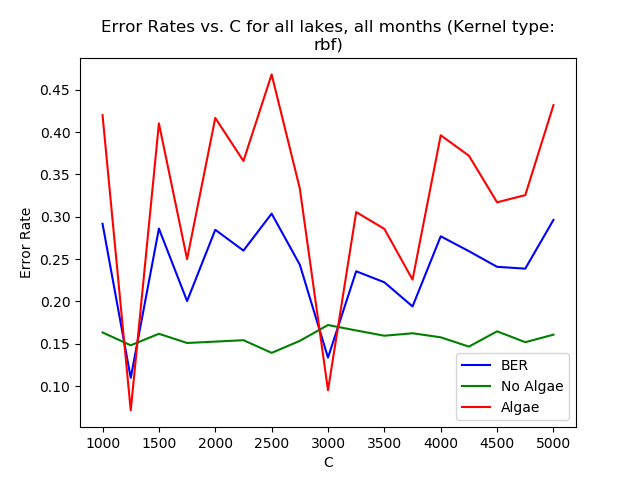 Error Rates vs. C for all lakes, all months (Kernel type:
rbf)
0.45
0.40
0.35
0.30
0.25
0.20
0.15
0.10
Error Rate
1000 1500 2000 2500 3000 3500 4000 4500 5000
C
BER
No Algae
Algae